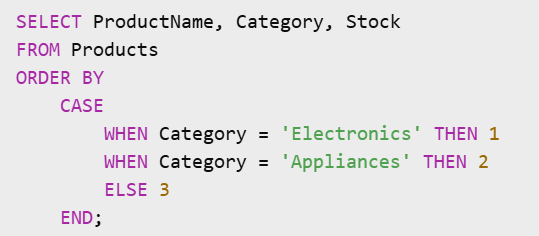 SELECT ProductName, Category, Stock
FROM Products
ORDER BY
    CASE
        WHEN Category = 'Electronics' THEN 1
        WHEN Category = 'Appliances' THEN 2
        ELSE 3
    END;